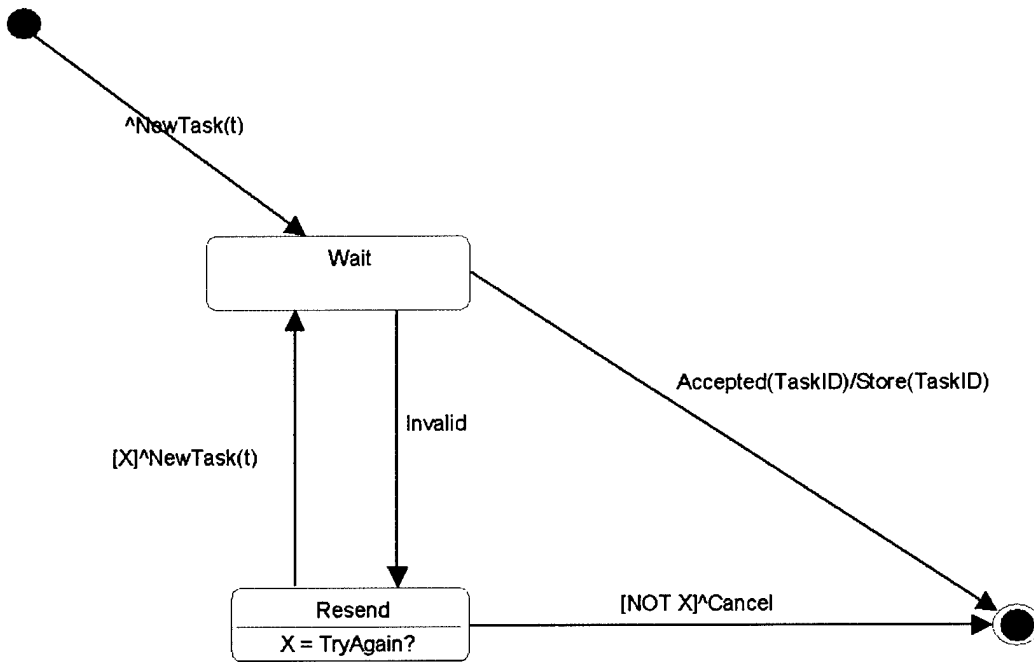 ^NewTask(t)
Wait
Accepted(TaskID)/Store(TaskID)
Invalid
[X]^NewTask(t)
[NOT X]^Cancel
Resend
X = TryAgain?